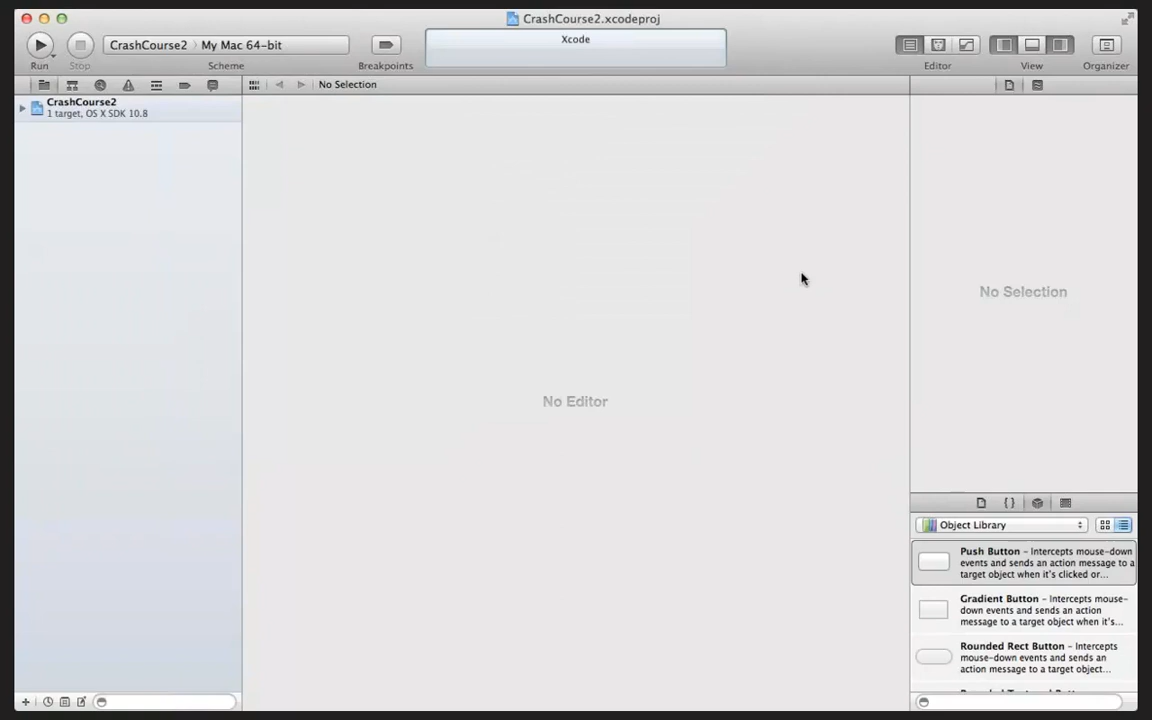 CrashCourse2.xcodeproj
CrashCourse2 My Mac 64-bit
Xcode
Run
Stop
Scheme
Breakpoints
Editor
View
Organizer
No Selection
CrashCourse2
1 target, OS X SDK 10.8
No Editor
No Selection
Object Library
Push Button – Intercepts mouse-down
events and sends an action message to a
target object when it's clicked or...
Gradient Button – Intercepts mouse-
down events and sends an action
message to a target object when it's...
Rounded Rect Button – Intercepts
mouse-down events and sends an
action message to a target object...